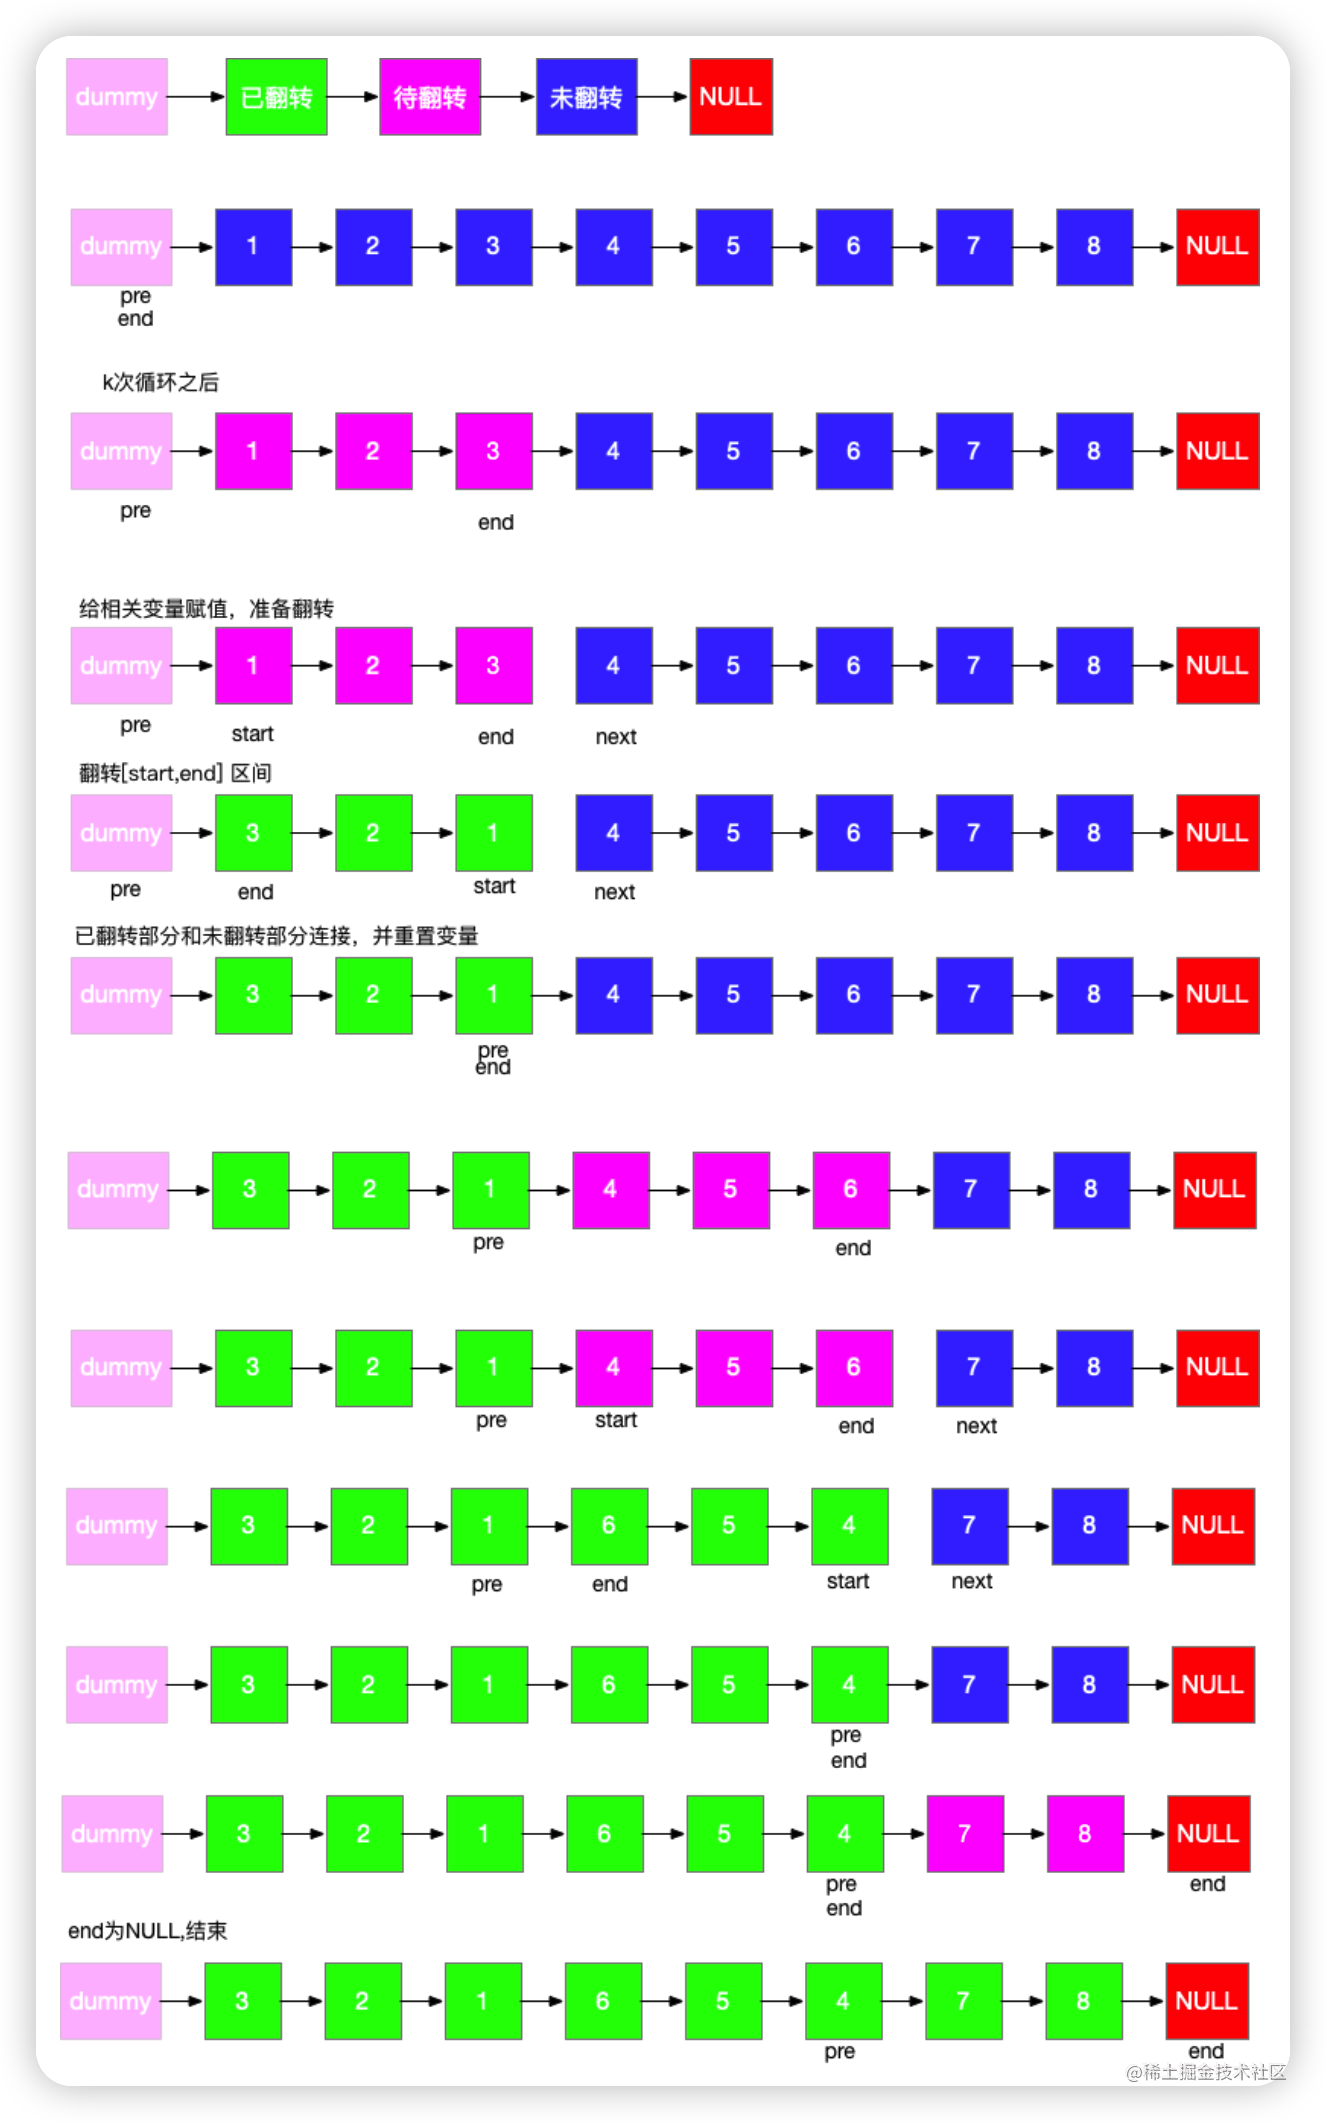 dummy 已翻转 待翻转 未翻转 NULL
dummy 1 2 3 4 5 6 7 8 NULL
pre
end
k次循环之后
dummy 1 2 3 4 5 6 7 8 NULL
pre end
给相关变量赋值，准备翻转
dummy 1 2 3 4 5 6 7 8 NULL
pre start end next
翻转[start,end] 区间
dummy 3 2 1 4 5 6 7 8 NULL
pre end start next
已翻转部分和未翻转部分连接，并重置变量
dummy 3 2 1 4 5 6 7 8 NULL
pre
end
dummy 3 2 1 4 5 6 7 8 NULL
pre end
dummy 3 2 1 4 5 6 7 8 NULL
pre start end next
dummy 3 2 1 6 5 4 7 8 NULL
pre end start next
dummy 3 2 1 6 5 4 7 8 NULL
pre
end
dummy 3 2 1 6 5 4 7 8 NULL
pre end
end
end为NULL,结束
dummy 3 2 1 6 5 4 7 8 NULL
pre end
@稀土掘金技术社区